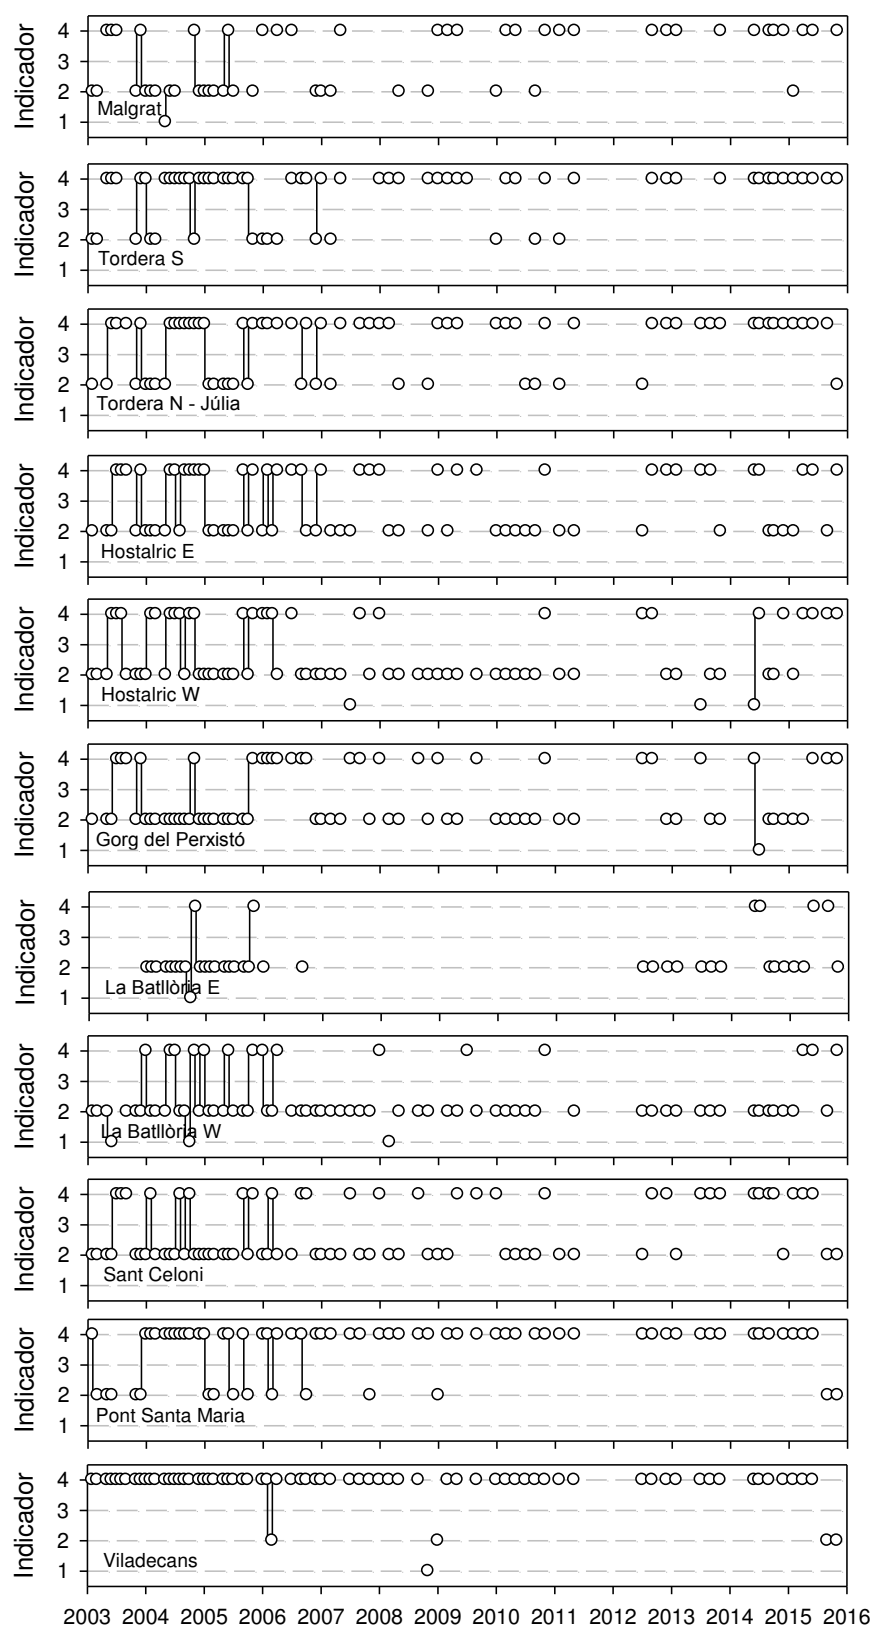 Indicador
4
3
2
1
Malgrat
Indicador
4
3
2
1
Tordera S
Indicador
4
3
2
1
Tordera N - Júlia
Indicador
4
3
2
1
Hostalric E
Indicador
4
3
2
1
Hostalric W
Indicador
4
3
2
1
Gorg del Perxistó
Indicador
4
3
2
1
La Batllòria E
Indicador
4
3
2
1
La Batllòria W
Indicador
4
3
2
1
Sant Celoni
Indicador
4
3
2
1
Pont Santa Maria
Indicador
4
3
2
1
Viladecans
2003 2004 2005 2006 2007 2008 2009 2010 2011 2012 2013 2014 2015 2016